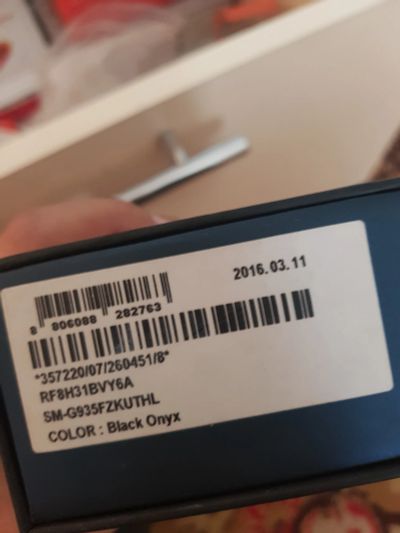 2016.03.11
8 806088 282763
*357220/07/260451/8*
RF8H31BVY6A
SM-G935FZKUTHL
COLOR : Black Onyx